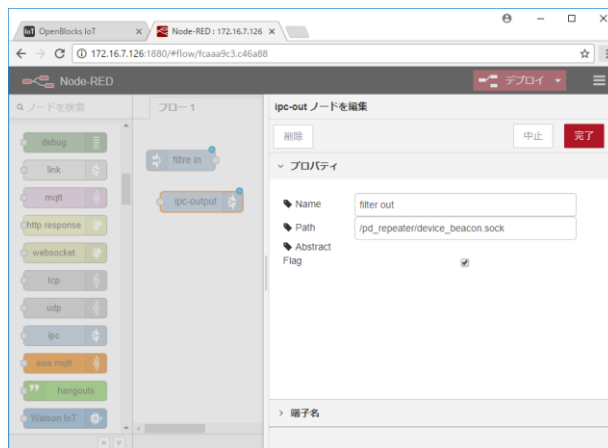 OpenBlocks IoT
Node-RED : 172.16.7.126
172.16.7.126:1880/#flow/fcaaa9c3.c46a88
Node-RED
デプロイ
ノードを検索
フロー 1
ipc-out ノードを編集
削除
中止
完了
プロパティ
debug
link
mqtt
http response
websocket
tcp
udp
ipc
aws mqtt
hangouts
Watson IoT
filtre in
ipc-output
Name
filter out
Path
/pd_repeater/device_beacon.sock
Abstract
Flag
端子名